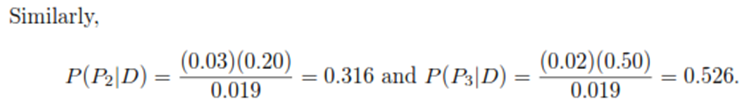 Similarly,
P(P₂|D) = (0.03)(0.20)/0.019 = 0.316 and P(P₃|D) = (0.02)(0.50)/0.019 = 0.526.